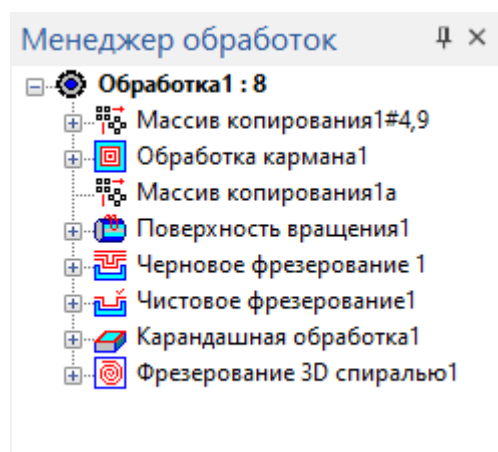 Менеджер обработок
Обработка1 : 8
Массив копирования1#4,9
Обработка кармана1
Массив копирования1a
Поверхность вращения1
Черновое фрезерование 1
Чистовое фрезерование1
Карандашная обработка1
Фрезерование 3D спиралью1